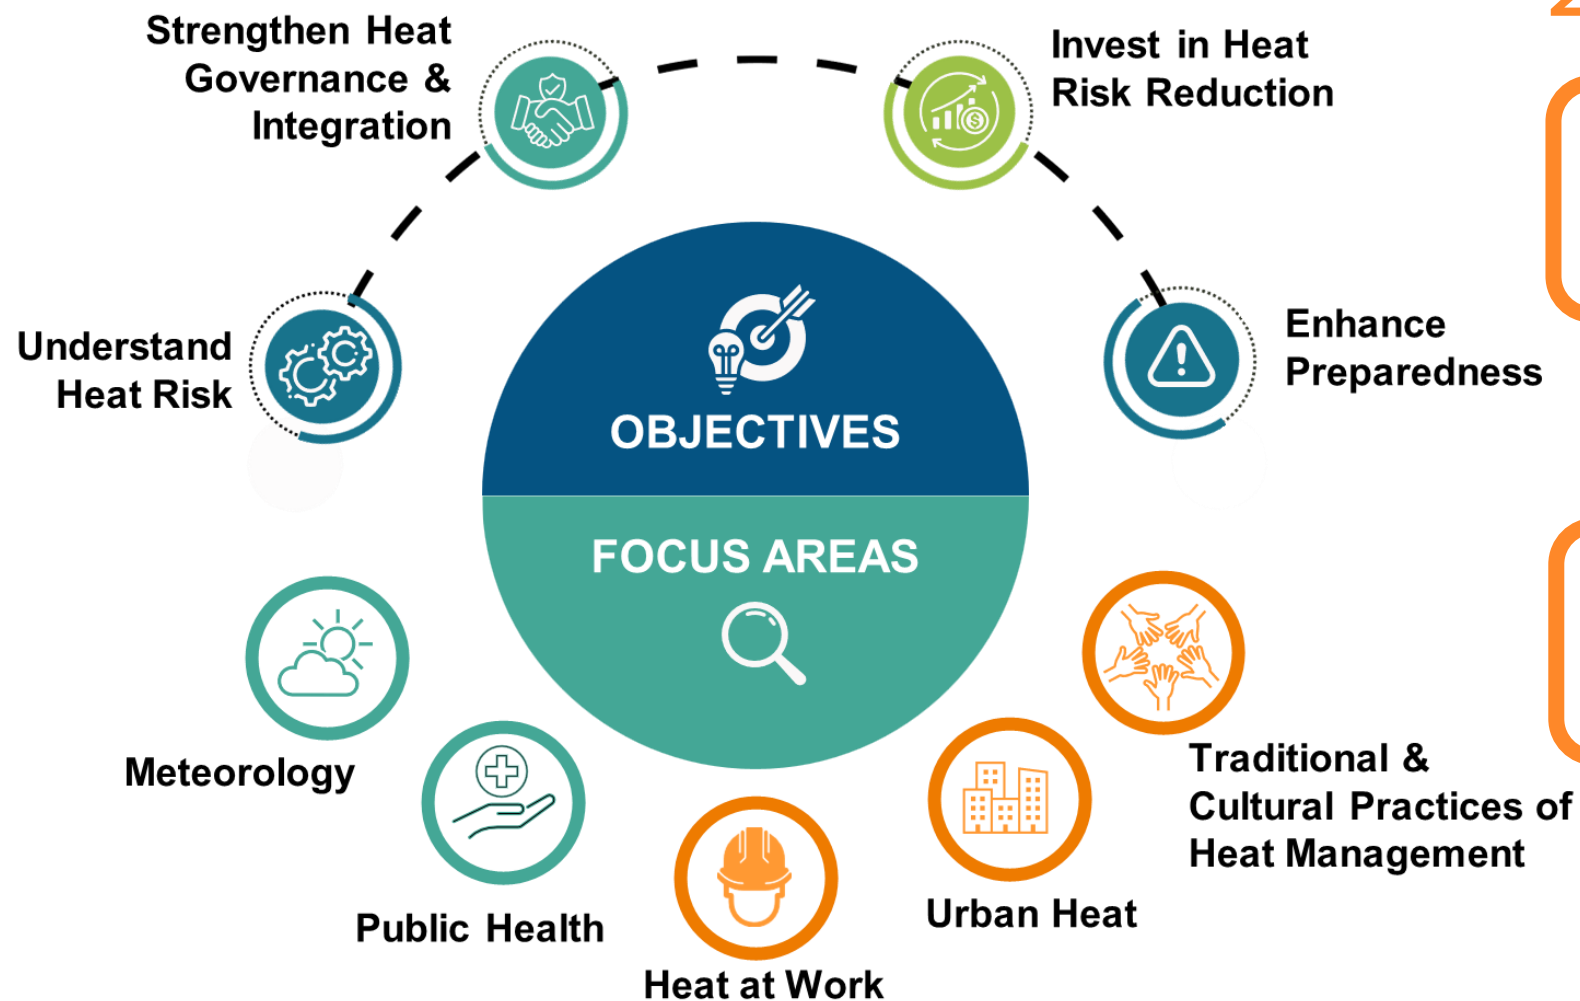 Strengthen Heat
Governance &
Integration
Invest in Heat
Risk Reduction
Understand
Heat Risk
Enhance
Preparedness
OBJECTIVES
FOCUS AREAS
Meteorology
Public Health
Heat at Work
Urban Heat
Traditional &
Cultural Practices of
Heat Management